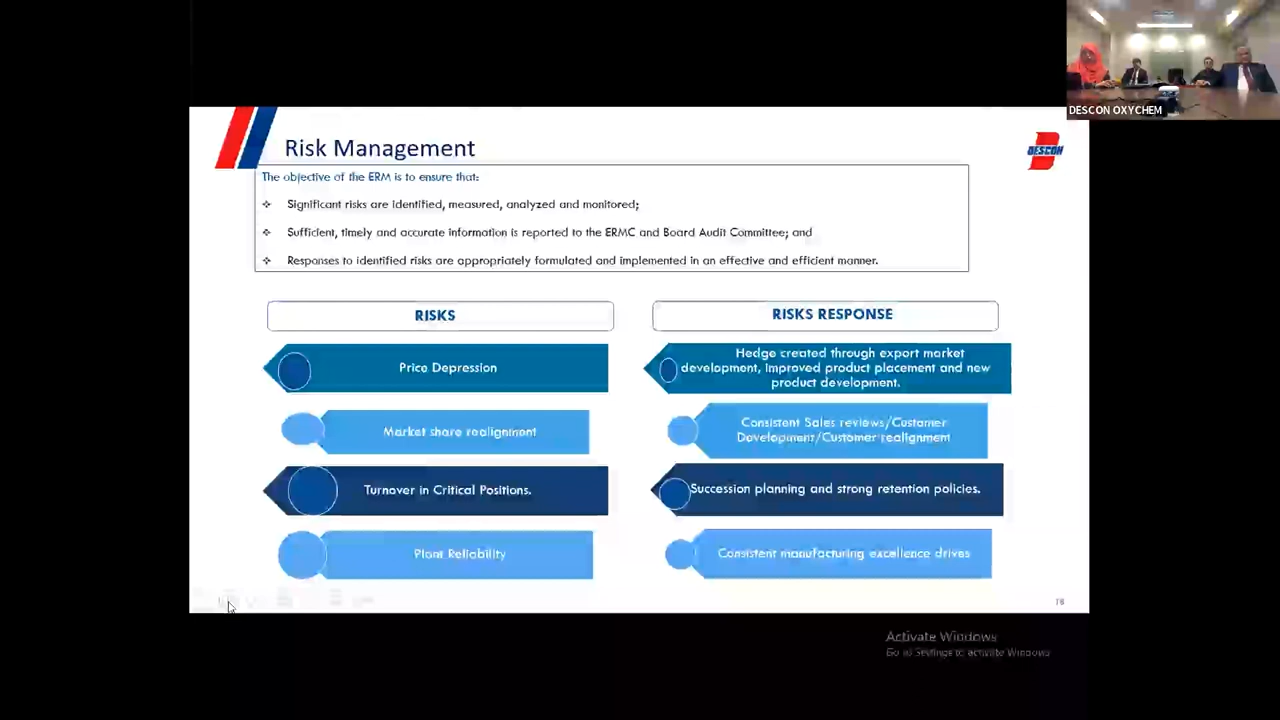 DESCON OXYCHEM
Risk Management
DESCON
The objective of the ERM is to ensure that:
Significant risks are identified, measured, analyzed and monitored;
Sufficient, timely and accurate information is reported to the ERMC and Board Audit Committee; and
Responses to identified risks are appropriately formulated and implemented in an effective and efficient manner.
RISKS
Price Depression
Market share realignment
Turnover in Critical Positions.
Plant Reliability
RISKS RESPONSE
Hedge created through export market
development, improved product placement and new
product development.
Consistent Sales reviews/Customer
Development/Customer realignment
Succession planning and strong retention policies.
Consistent manufacturing excellence drives
Activate Windows
Go to Settings to activate Windows